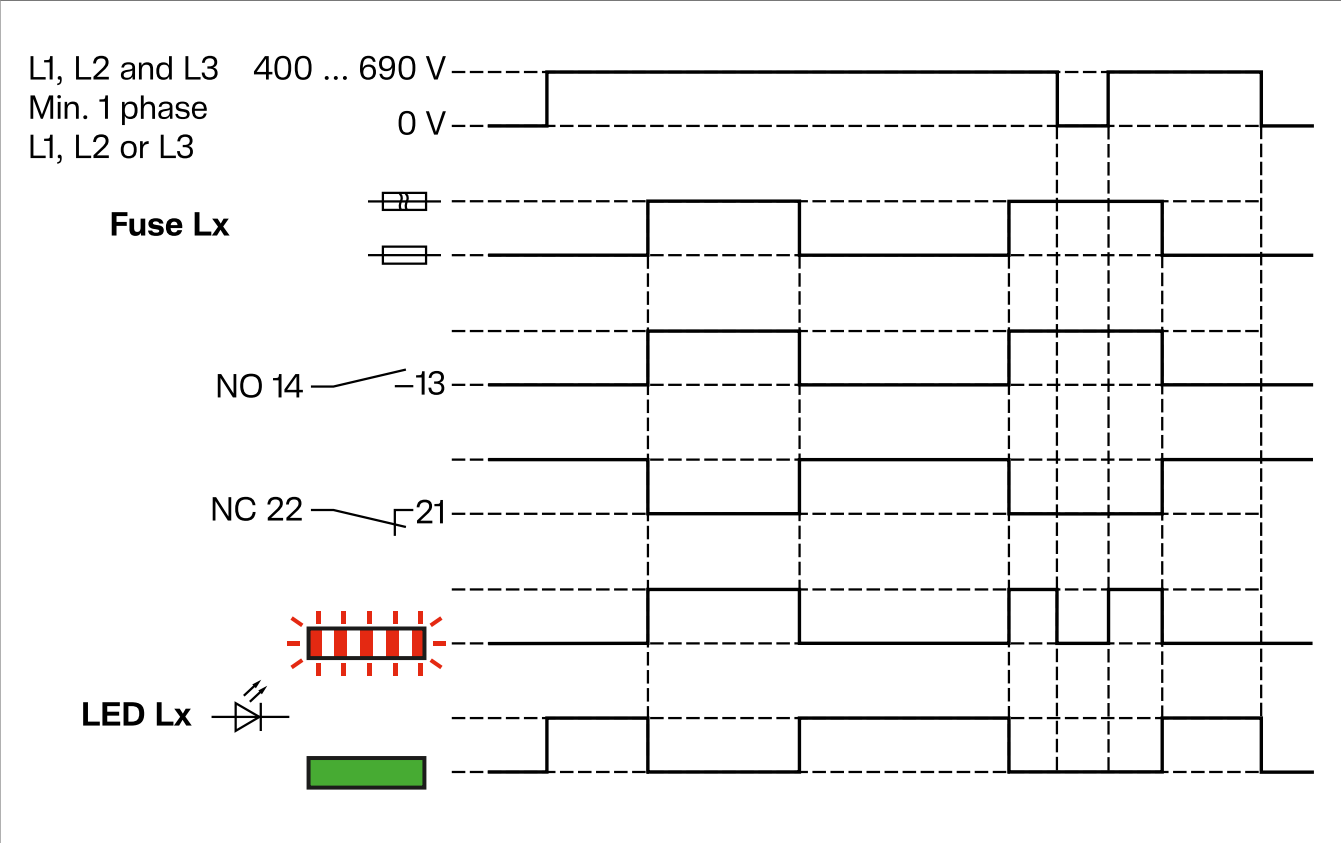 L1, L2 and L3 400 ... 690 V
Min. 1 phase
0 V
L1, L2 or L3
Fuse Lx
NO 14 13
NC 22 21
LED Lx